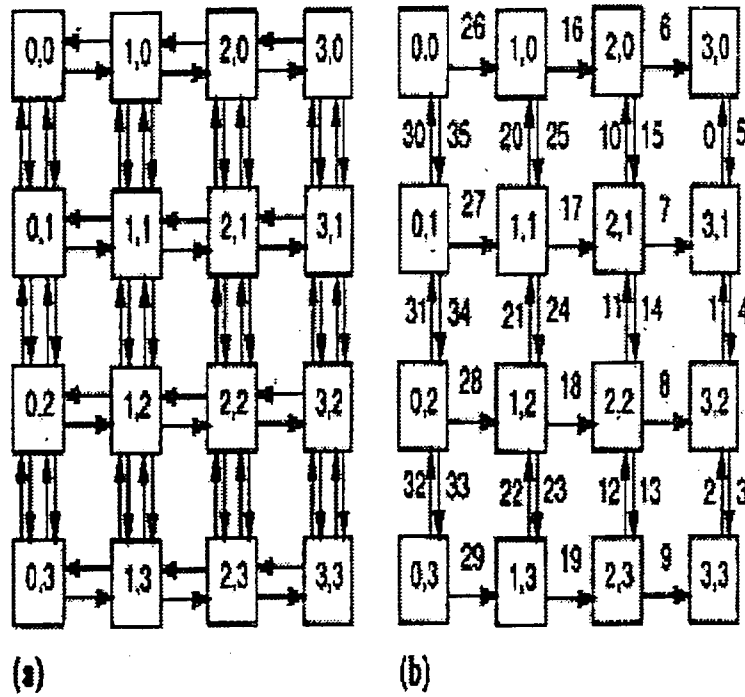 0,0 1,0 2,0 3,0
0,1 1,1 2,1 3,1
0,2 1,2 2,2 3,2
0,3 1,3 2,3 3,3
(a)
26 16 6
0,0 1,0 2,0 3,0
30 35 20 25 10 15 0 5
27 17 7
0,1 1,1 2,1 3,1
31 34 21 24 11 14 1 4
28 18 8
0,2 1,2 2,2 3,2
32 33 22 23 12 13 2 3
29 19 9
0,3 1,3 2,3 3,3
(b)